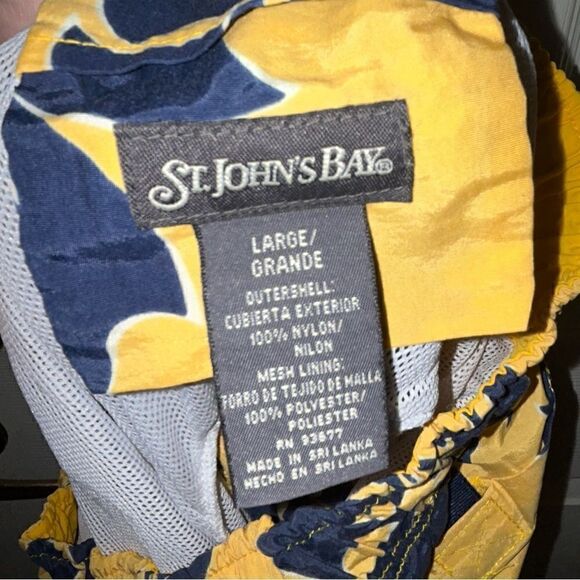 ST. JOHN'S BAY®
LARGE/
GRANDE
OUTERSHELL:
CUBIERTA EXTERIOR
100% NYLON/
NILON
MESH LINING:
FORRO DE TEJIDO DE MALLA
100% POLYESTER/
POLIESTER
RN 93677
MADE IN SRI LANKA
HECHO EN SRI LANKA